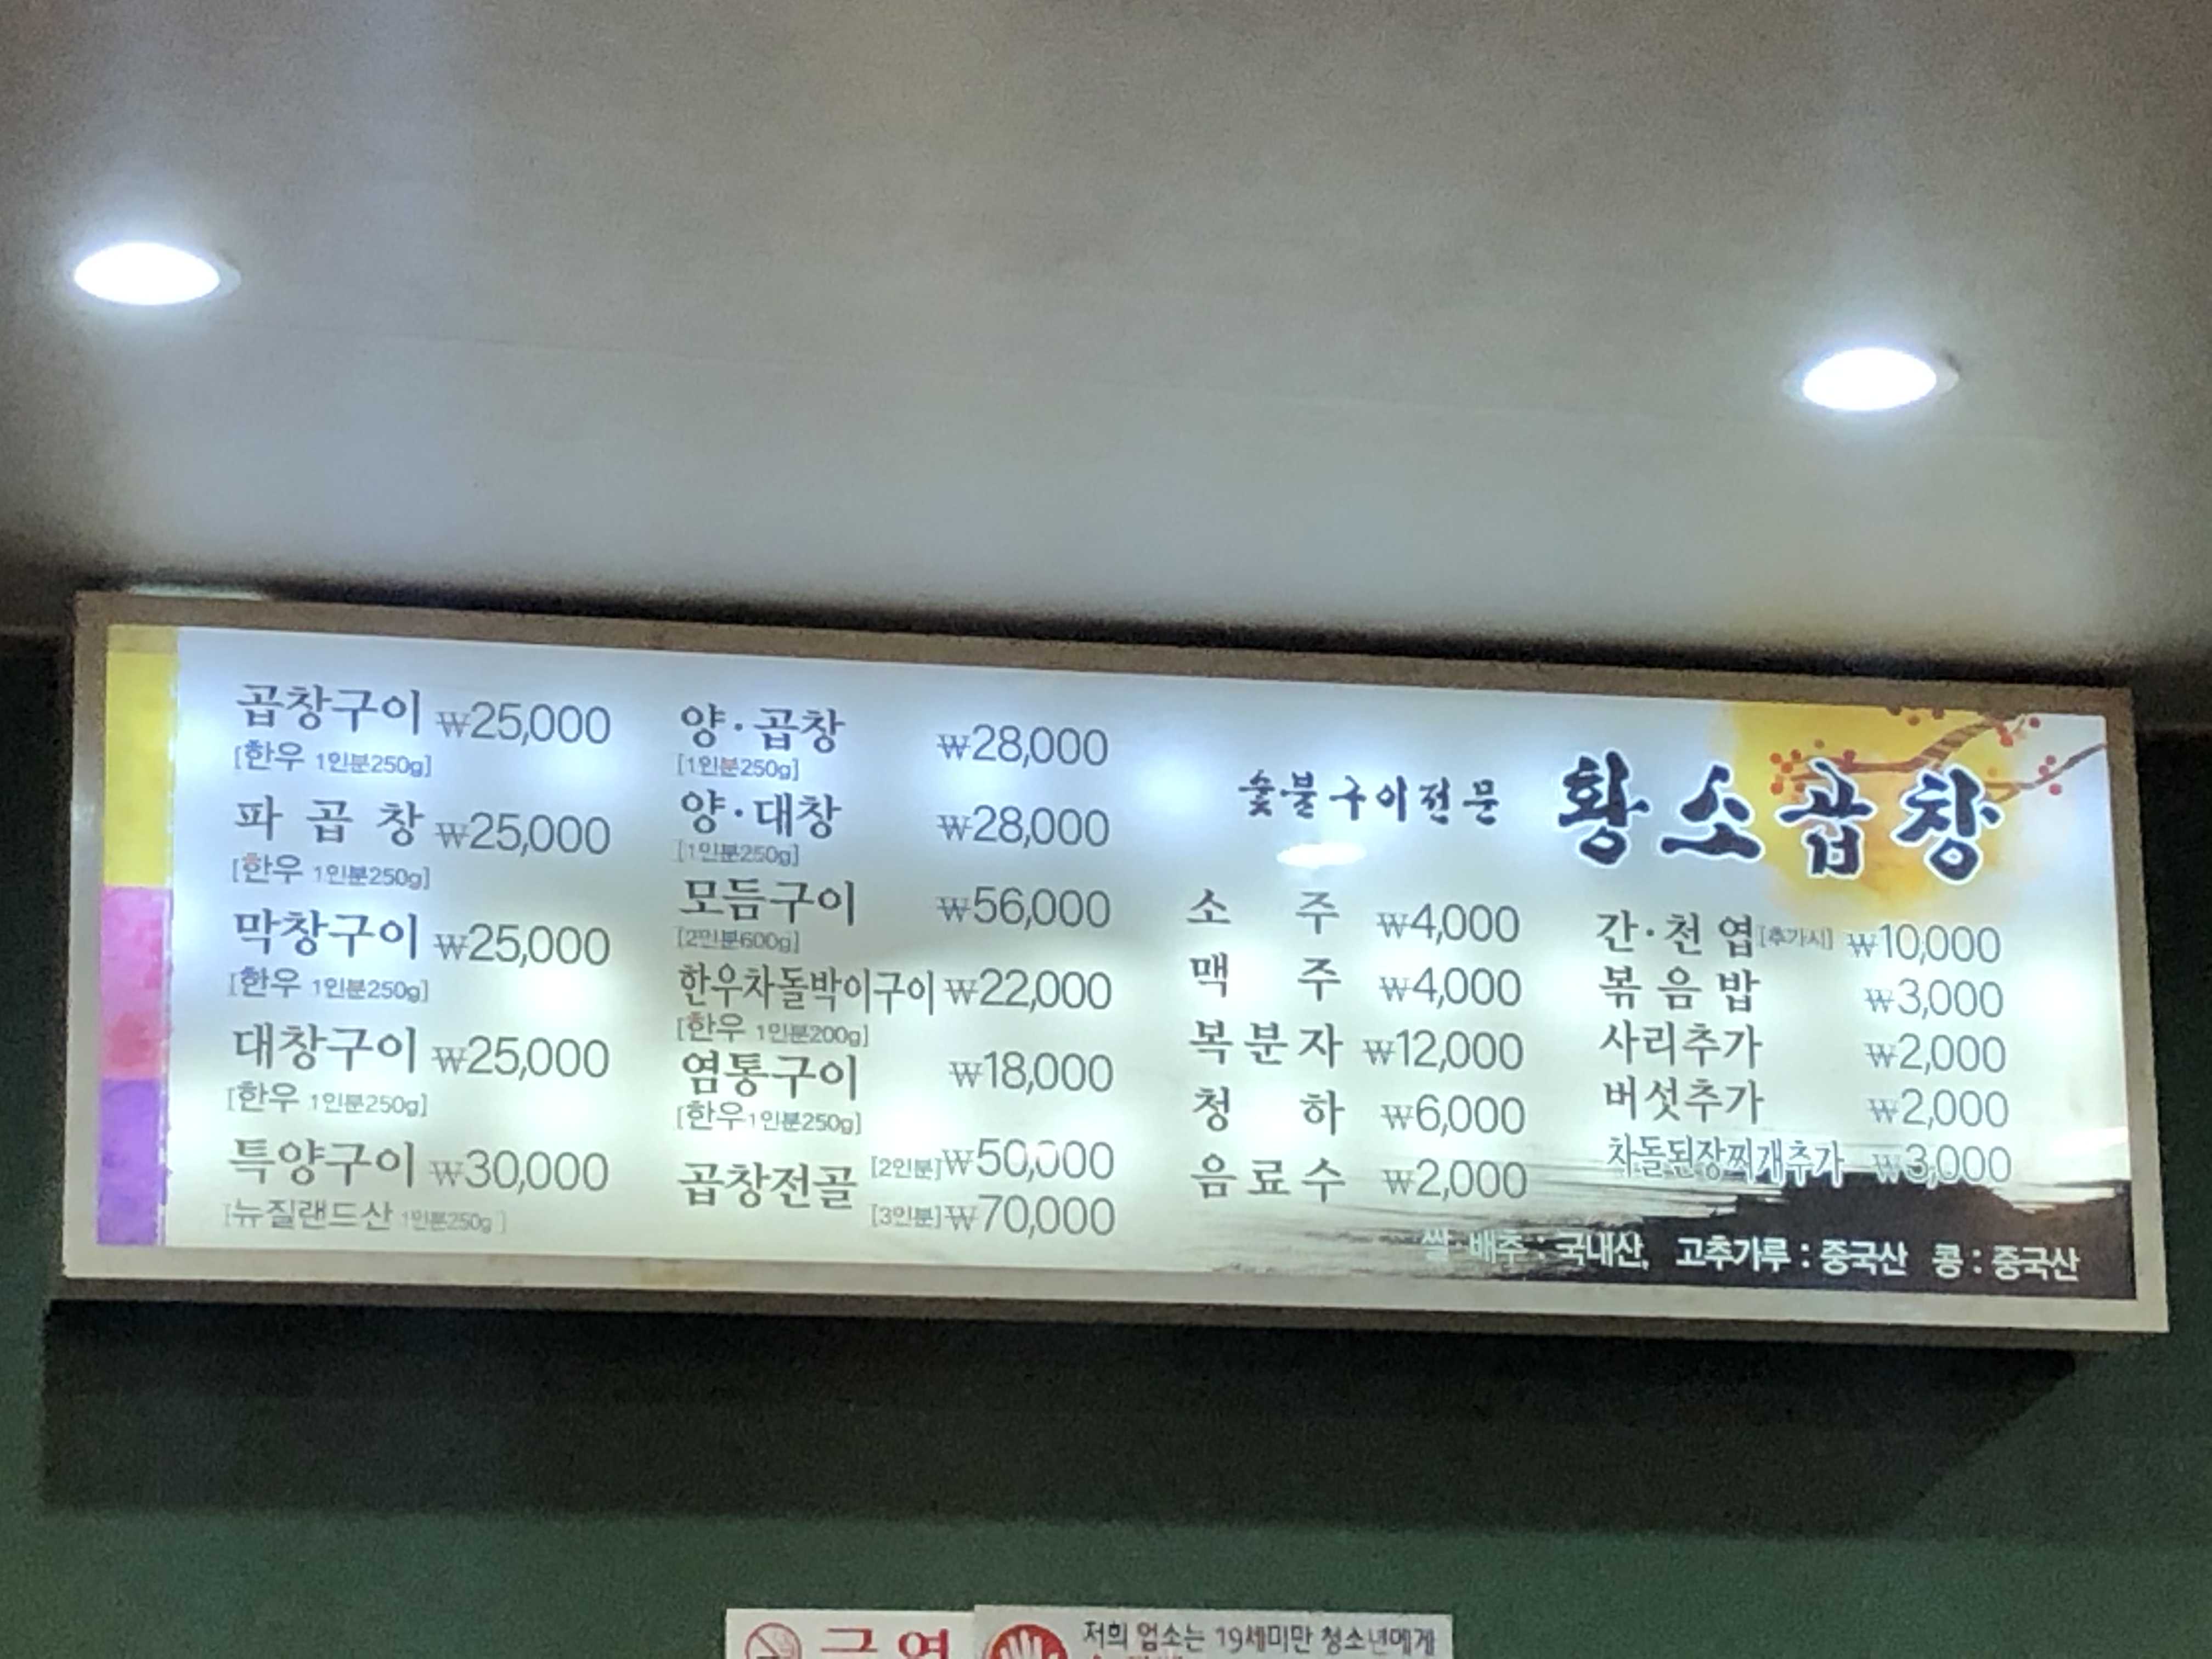 곱창구이 ₩25,000
[한우 1인분250g]
파 곱 창 ₩25,000
[한우 1인분250g]
막창구이 ₩25,000
[한우 1인분250g]
대창구이 ₩25,000
[한우 1인분250g]
특양구이 ₩30,000
[뉴질랜드산 1인분250g]
양·곱창 ₩28,000
[1인분250g]
양·대창 ₩28,000
[1인분250g]
모듬구이 ₩56,000
[2인분600g]
한우차돌박이구이 ₩22,000
[한우 1인분200g]
염통구이 ₩18,000
[한우1인분250g]
곱창전골 [2인분]₩50,000
[3인분]₩70,000
숯불구이전문 황소곱창
소 주 ₩4,000
맥 주 ₩4,000
복분자 ₩12,000
청 하 ₩6,000
음료수 ₩2,000
간·천엽[추가시] ₩10,000
볶음밥 ₩3,000
사리추가 ₩2,000
버섯추가 ₩2,000
차돌된장찌개추가 ₩3,000
쌀·배추 : 국내산, 고추가루 : 중국산 콩 : 중국산
저희 업소는 19세미만 청소년에게